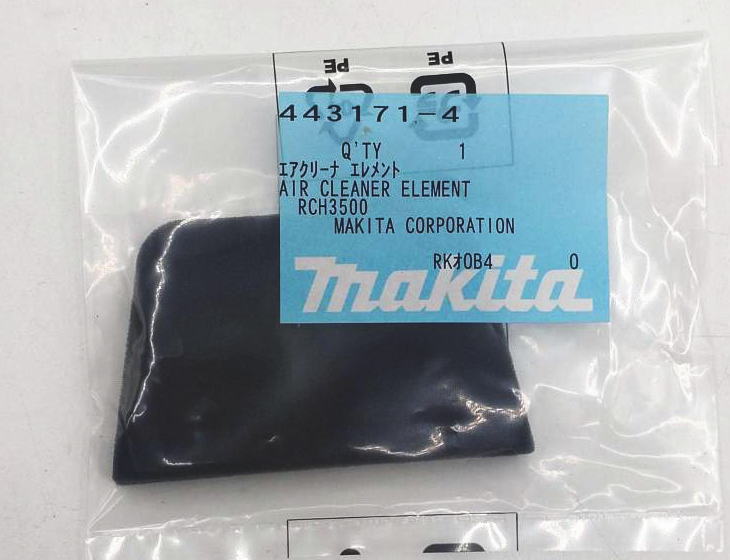 PE
PE
443171-4
Q'TY 1
ｴｱｸﾘｰﾅ ｴﾚﾒﾝﾄ
AIR CLEANER ELEMENT
RCH3500
MAKITA CORPORATION
RKｵ0B4 0
makita